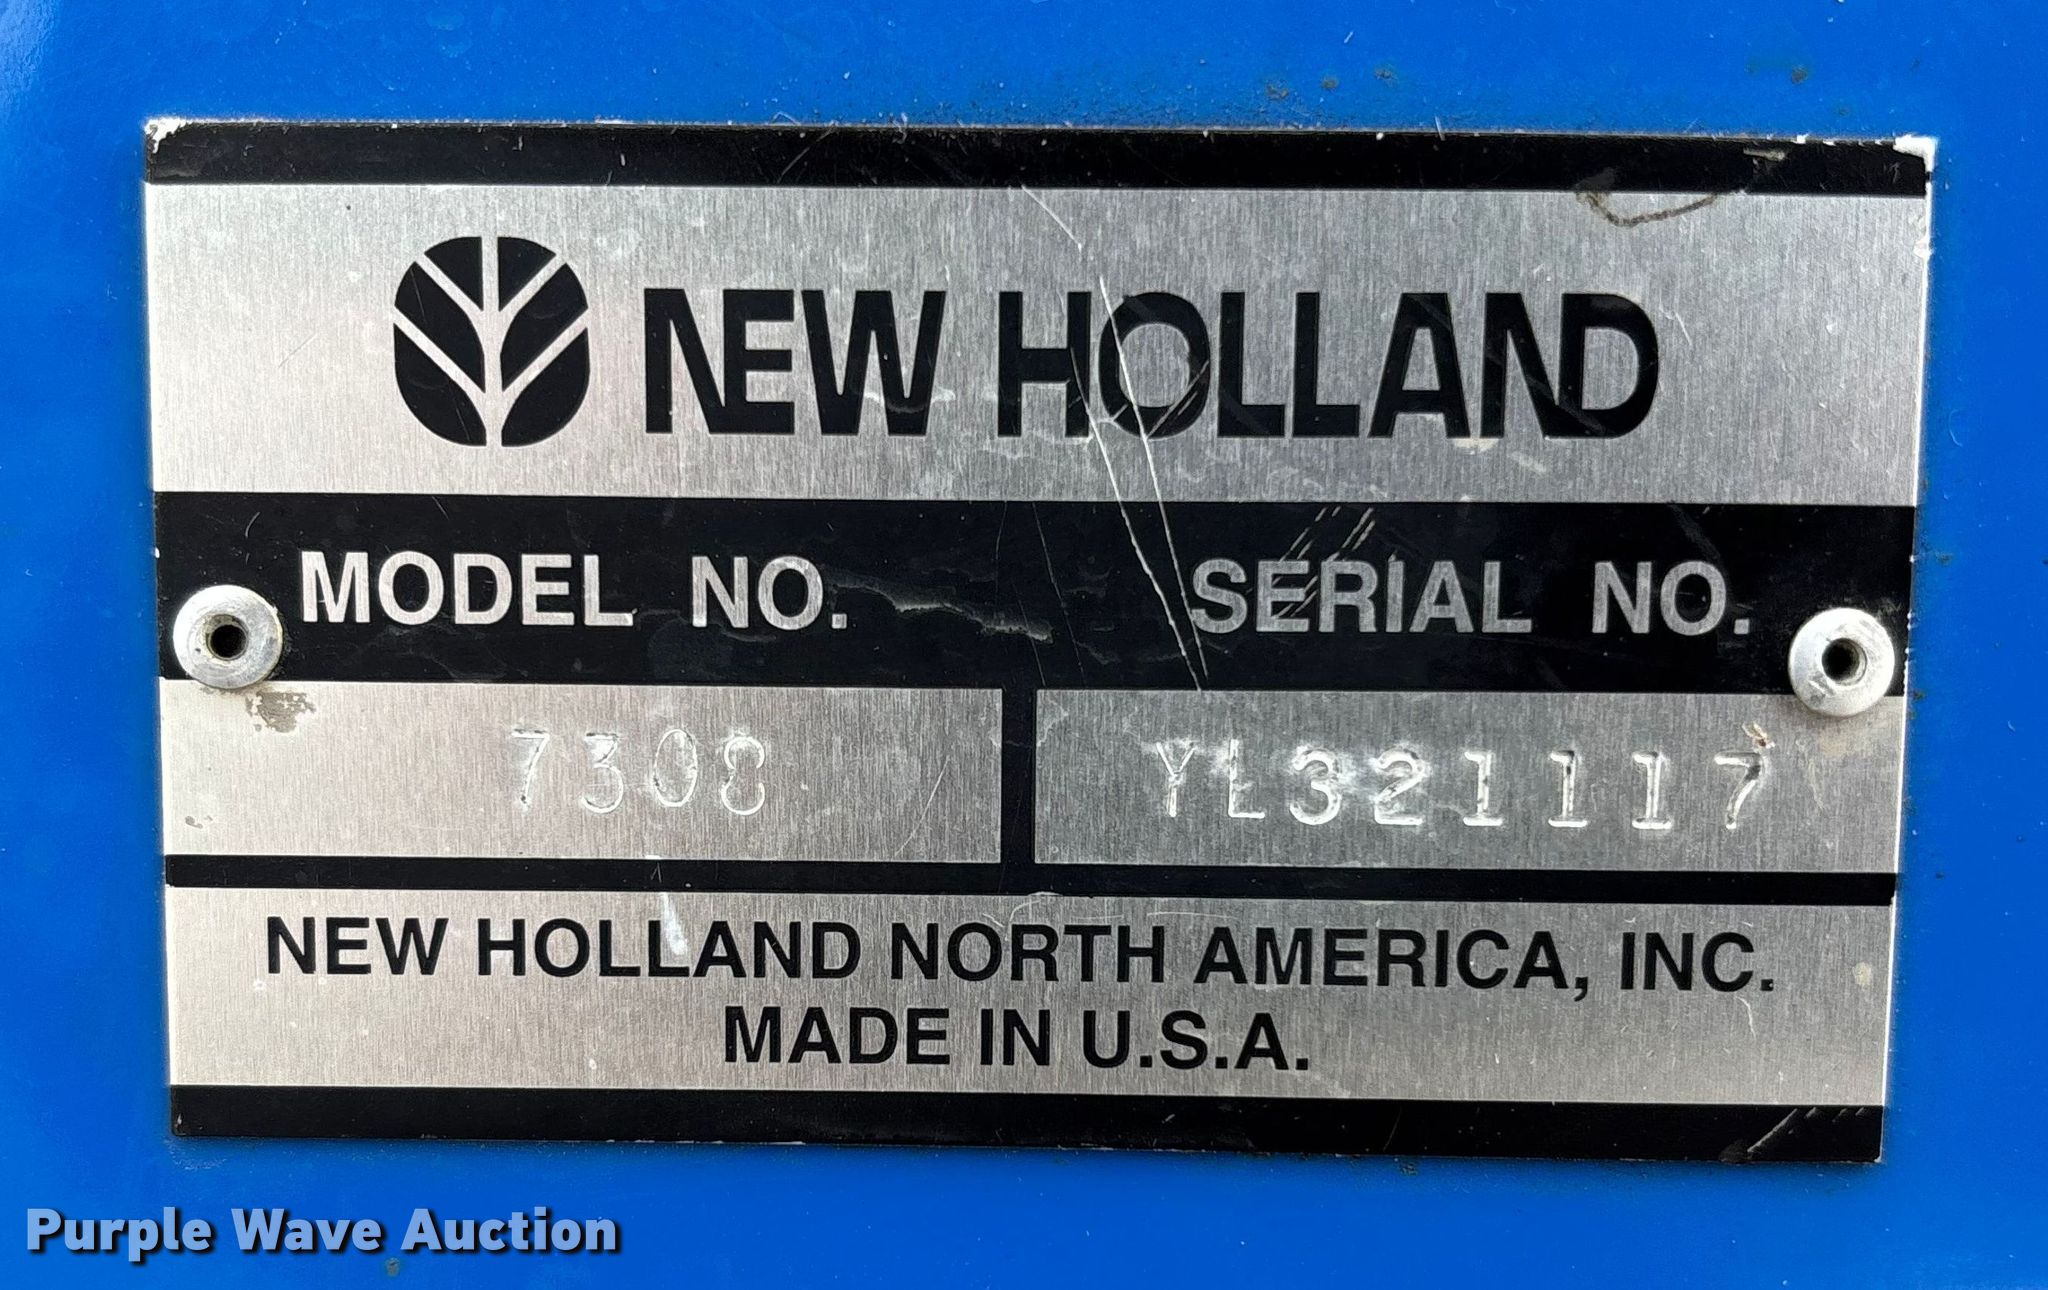 NEW HOLLAND
MODEL NO. SERIAL NO.
7308 YL321117
NEW HOLLAND NORTH AMERICA, INC.
MADE IN U.S.A.
Purple Wave Auction